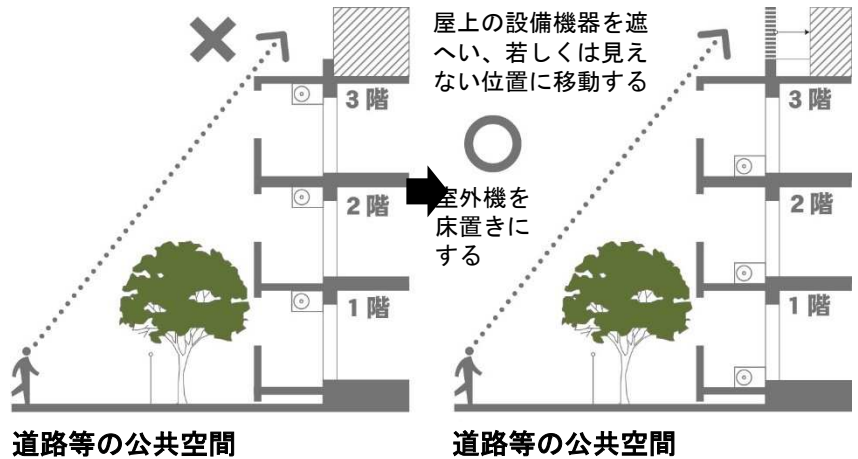 屋上の設備機器を遮
へい、若しくは見え
ない位置に移動する
3階
2階
1階
室外機を
床置きに
する
3階
2階
1階
道路等の公共空間
道路等の公共空間